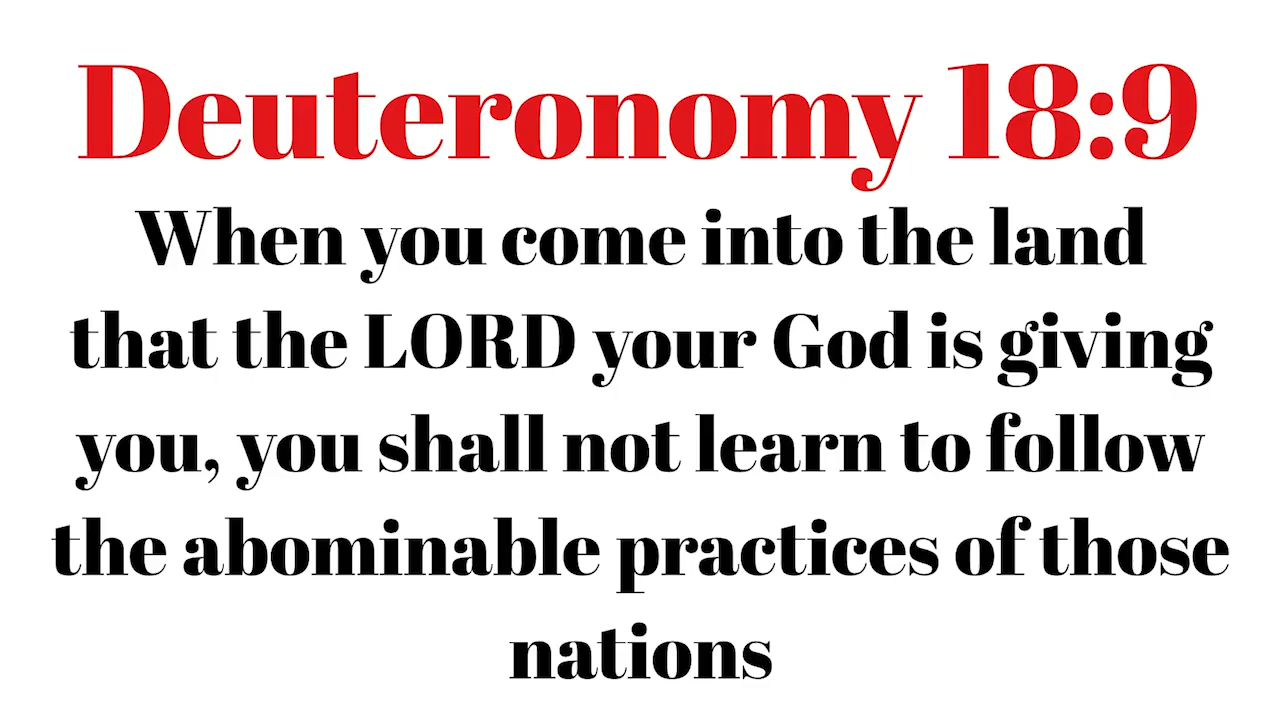 Deuteronomy 18:9
When you come into the land
that the LORD your God is giving
you, you shall not learn to follow
the abominable practices of those
nations